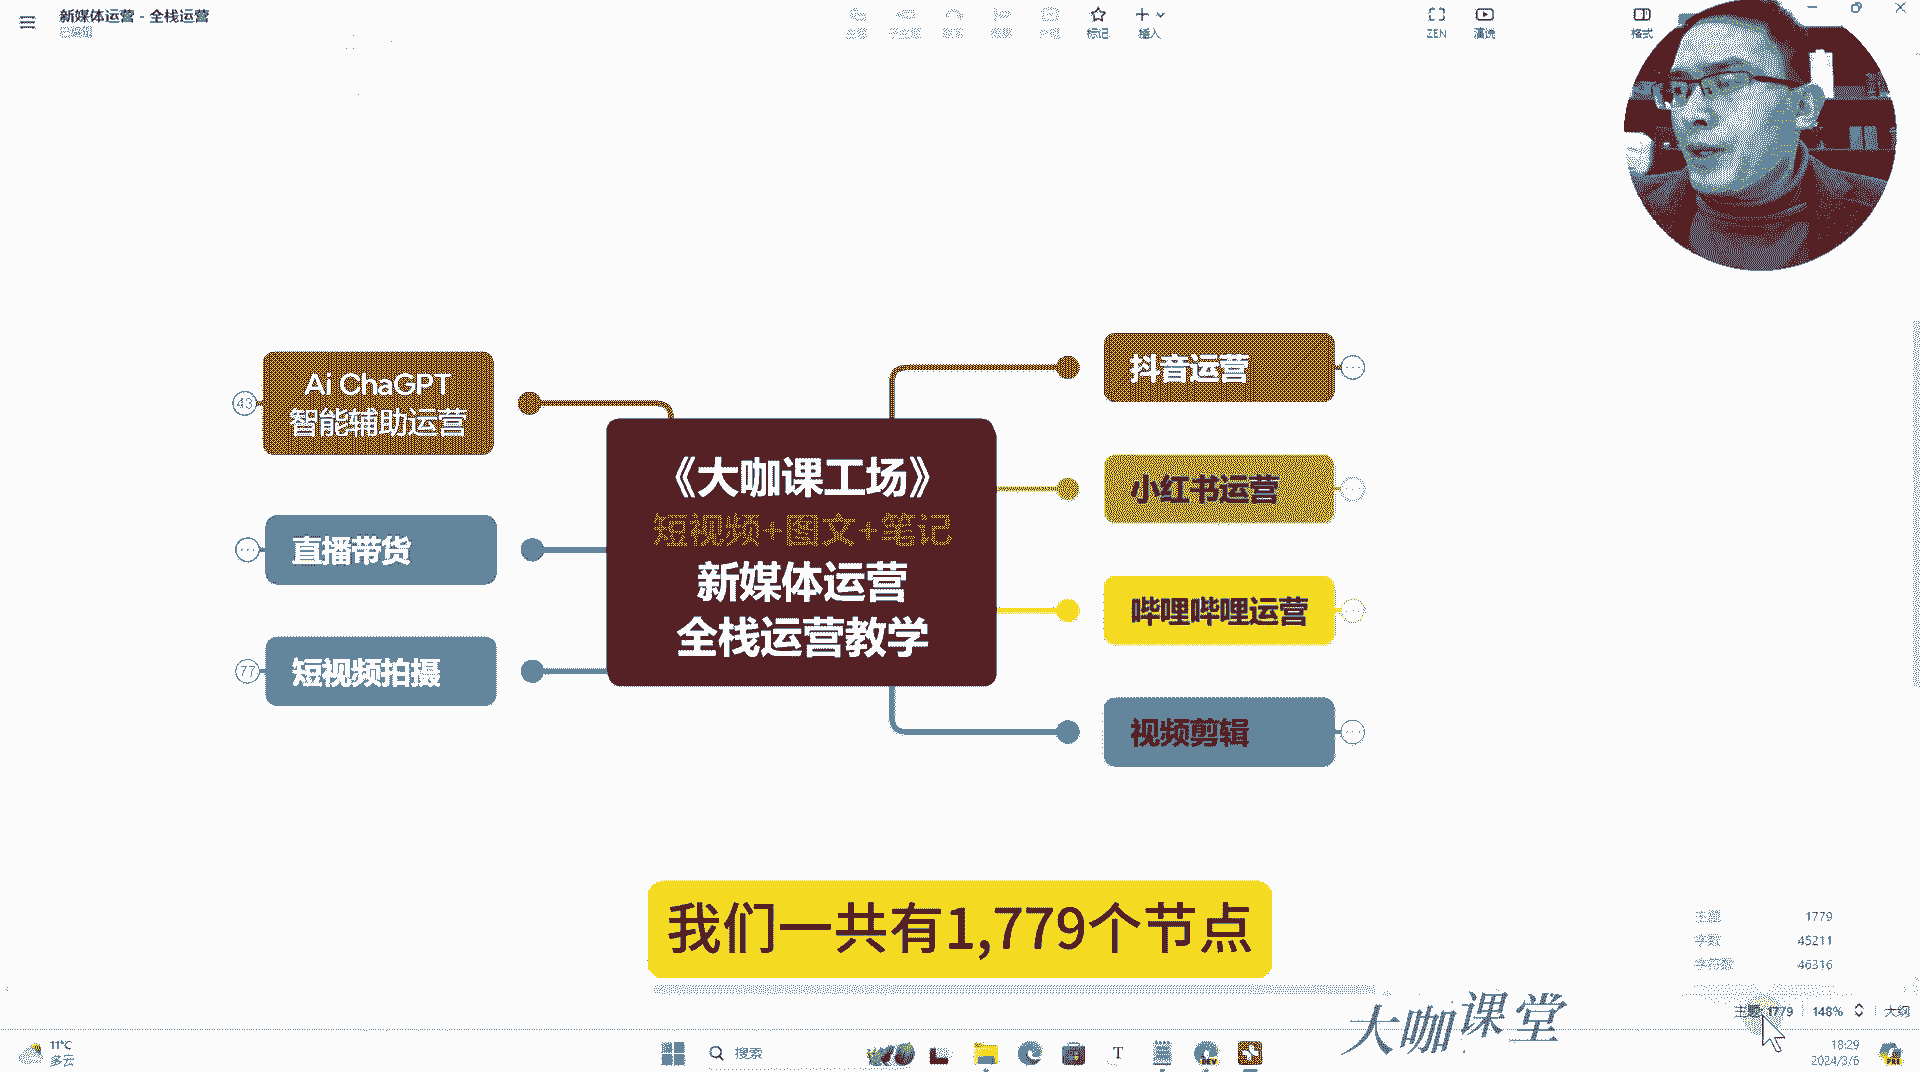 新媒体运营 - 全栈运营
已编辑
标记
插入
ZEN
演说
格式
Ai ChaGPT
智能辅助运营
43
直播带货
短视频拍摄
77
《大咖课工场》
短视频+图文+笔记
新媒体运营
全栈运营教学
抖音运营
小红书运营
哔哩哔哩运营
视频剪辑
我们一共有1,779个节点
主题 1779
字数 45211
字符数 46316
大咖课堂
主题: 1779
148%
大纲
11°C
多云
搜索
18:29
2024/3/6